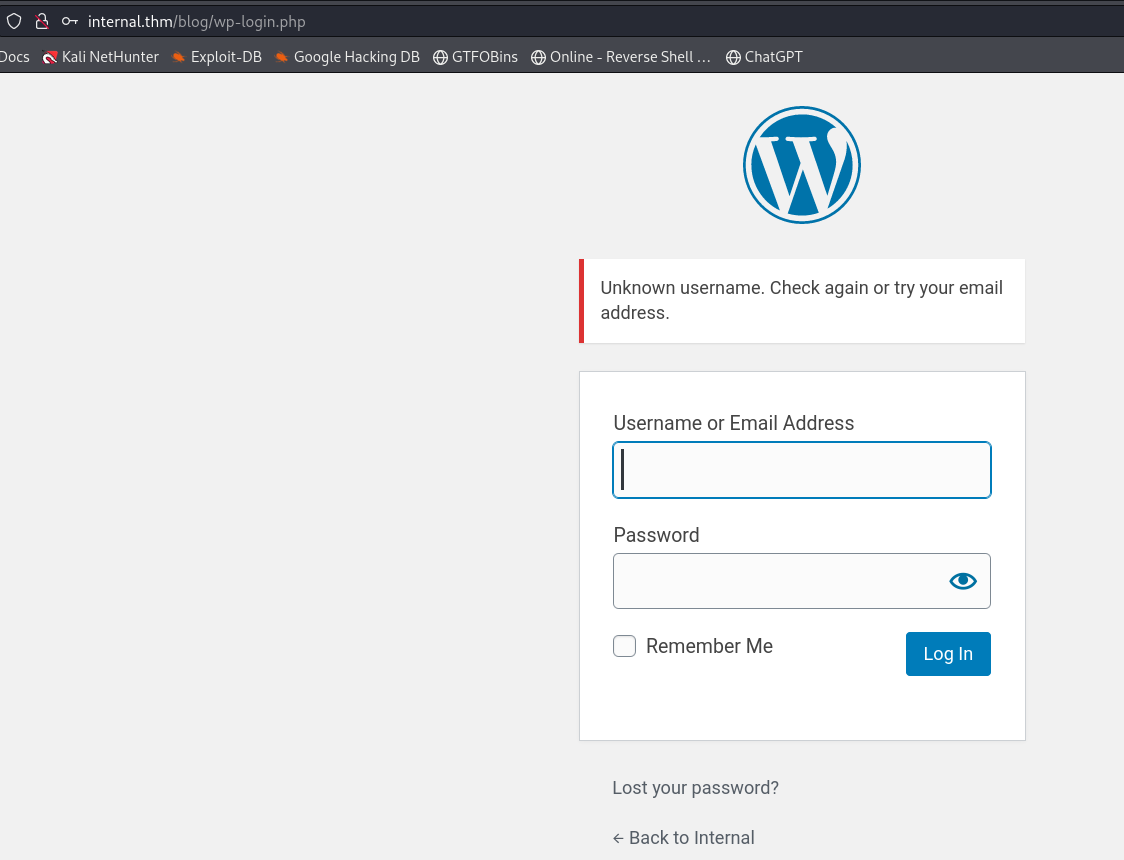 internal.thm/blog/wp-login.php
Docs Kali NetHunter Exploit-DB Google Hacking DB GTFOBins Online - Reverse Shell … ChatGPT
Unknown username. Check again or try your email
address.
Username or Email Address
Password
Remember Me Log In
Lost your password?
← Back to Internal